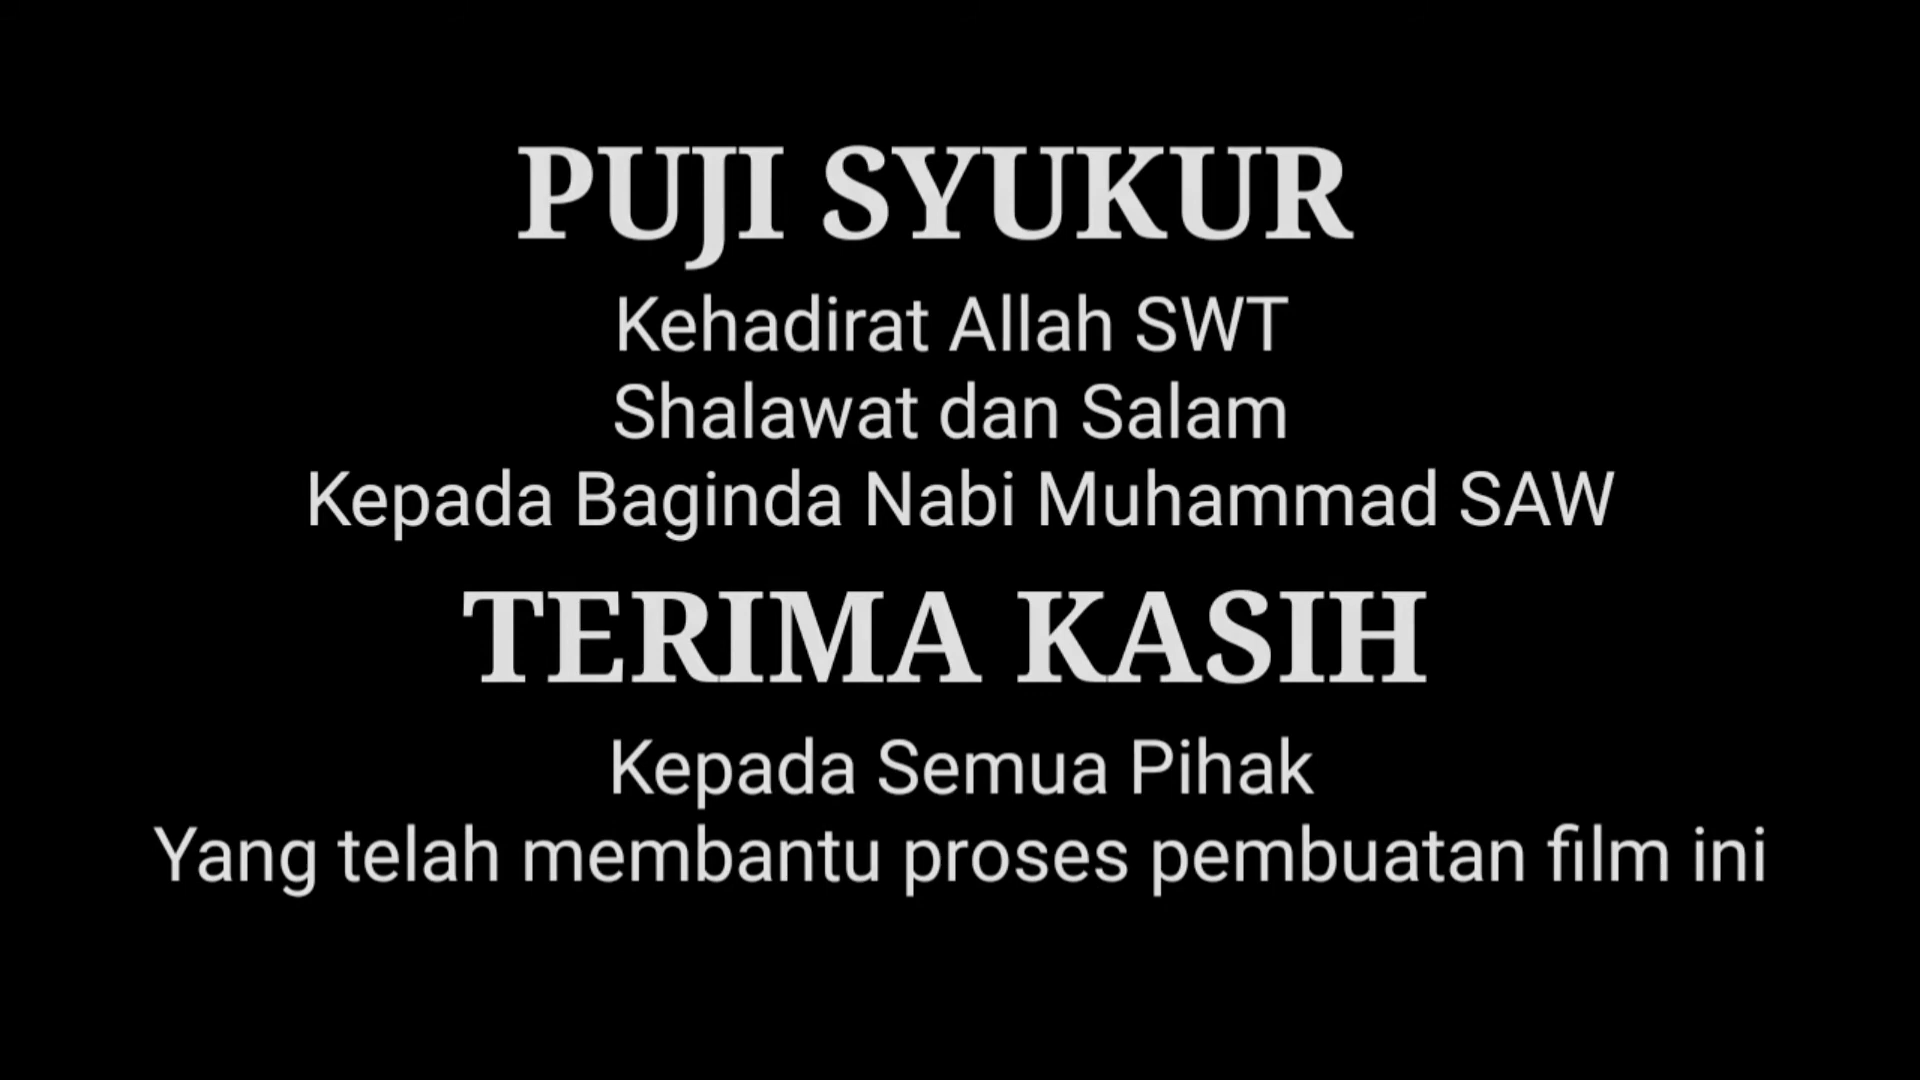 PUJI SYUKUR
Kehadirat Allah SWT
Shalawat dan Salam
Kepada Baginda Nabi Muhammad SAW
TERIMA KASIH
Kepada Semua Pihak
Yang telah membantu proses pembuatan film ini